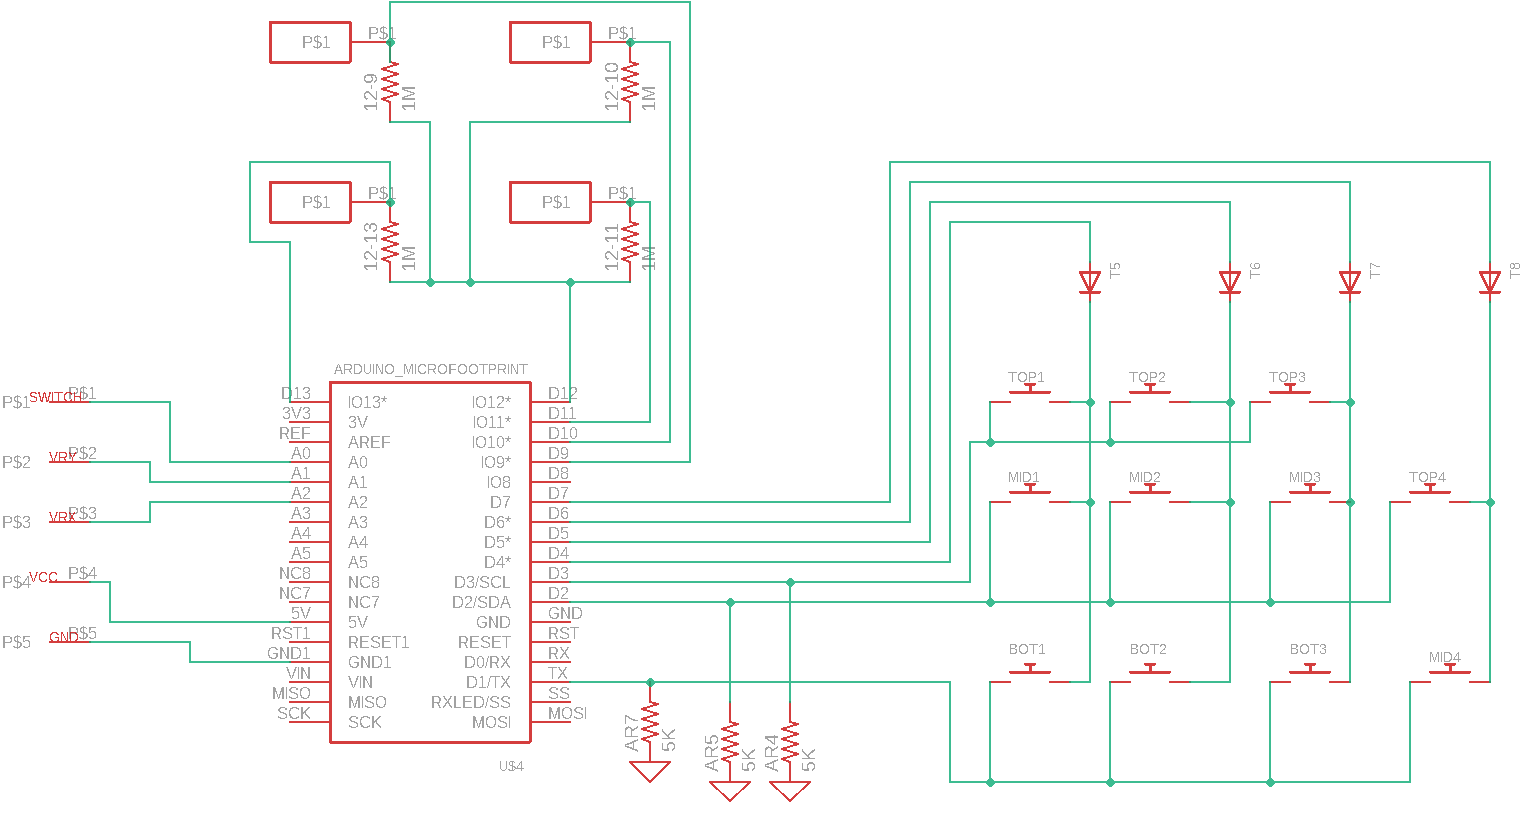 P$1 P$1
P$1 P$1
12-9 1M
12-10 1M
P$1 P$1
P$1 P$1
12-13 1M
12-11 1M
T5
T6
T7
T8
ARDUINO_MICROFOOTPRINT
TOP1
TOP2
TOP3
P$1 SWITCH P$1
P$2 VRY P$2
P$3 VRX P$3
P$4 VCC P$4
P$5 GND P$5
D13 IO13* IO12* D12
3V3 3V IO11* D11
REF AREF IO10* D10
A0 A0 IO9* D9
A1 A1 IO8 D8
A2 A2 D7 D7
A3 A3 D6* D6
A4 A4 D5* D5
A5 A5 D4* D4
NC8 NC8 D3/SCL D3
NC7 NC7 D2/SDA D2
5V 5V GND GND
RST1 RESET1 RESET RST
GND1 GND1 D0/RX RX
VIN VIN D1/TX TX
MISO MISO RXLED/SS SS
SCK SCK MOSI MOSI
U$4
MID1
MID2
MID3
TOP4
BOT1
BOT2
BOT3
MID4
AR7 5K
AR5 5K
AR4 5K